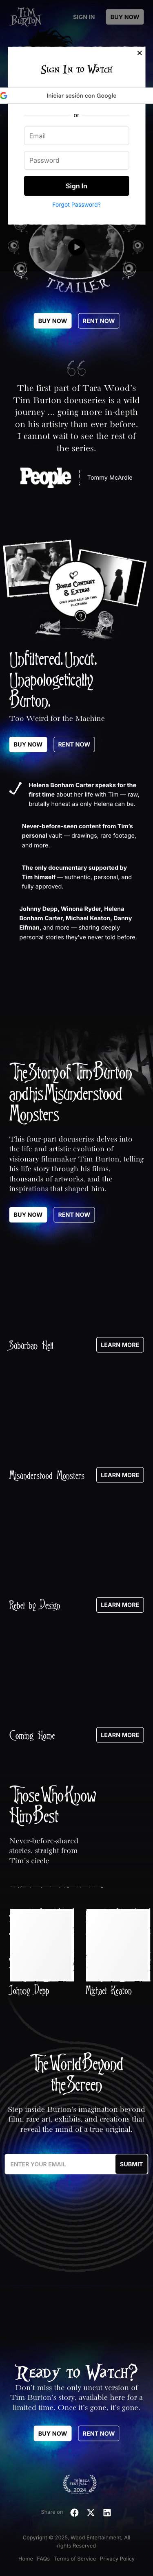 TIM
BURTON
SIGN IN
BUY NOW
Sign In to Watch
Iniciar sesión con Google
or
Email
Password
Sign In
Forgot Password?
TRAILER
BUY NOW
RENT NOW
The first part of Tara Wood's
Tim Burton docuseries is a wild
journey ... going more in-depth
on his artistry than ever before.
I cannot wait to see the rest of
the series.
People
Tommy McArdle
Bonus Content
& Extras
ONLY AVAILABLE ON THIS
PLATFORM
?
Unfiltered. Uncut.
Unapologetically
Burton.
Too Weird for the Machine
BUY NOW
RENT NOW
Helena Bonham Carter speaks for the
first time about her life with Tim — raw,
brutally honest as only Helena can be.
Never-before-seen content from Tim's
personal vault — drawings, rare footage,
and more.
The only documentary supported by
Tim himself — authentic, personal, and
fully approved.
Johnny Depp, Winona Ryder, Helena
Bonham Carter, Michael Keaton, Danny
Elfman, and more — sharing deeply
personal stories they've never told before.
The Story of Tim Burton
and his Misunderstood
Monsters
This four-part docuseries delves into
the life and artistic evolution of
visionary filmmaker Tim Burton, telling
his life story through his films,
thousands of artworks, and the
inspirations that shaped him.
BUY NOW
RENT NOW
Suburban Hell
LEARN MORE
Misunderstood Monsters
LEARN MORE
Rebel by Design
LEARN MORE
Coming Home
LEARN MORE
Those Who Know
Him Best
Never-before-shared
stories, straight from
Tim's circle
Johnny Depp
Michael Keaton
The World Beyond
the Screen
Step inside Burton's imagination beyond
film, rare art, exhibits, and creations that
reveal the mind of a true original.
ENTER YOUR EMAIL
SUBMIT
Ready to Watch?
Don't miss the only uncut version of
Tim Burton's story, available here for a
limited time. Once it's gone, it's gone.
BUY NOW
RENT NOW
TRIBECA
FESTIVAL
2024
Share on
Copyright © 2025, Wood Entertainment, All
rights Reserved
Home FAQs Terms of Service Privacy Policy